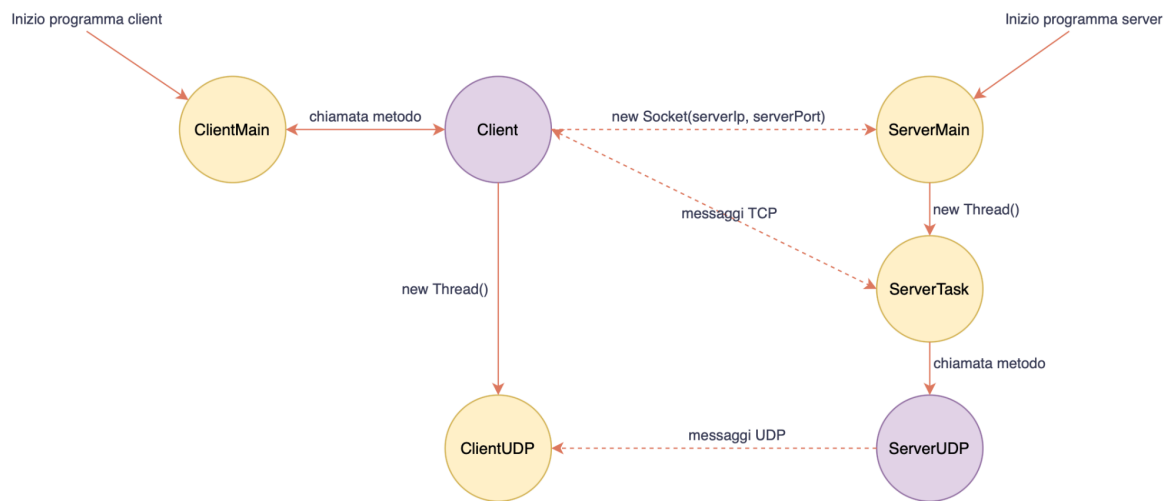 Inizio programma client
Inizio programma server
ClientMain
chiamata metodo
Client
new Socket(serverIp, serverPort)
ServerMain
messaggi TCP
new Thread()
ServerTask
new Thread()
chiamata metodo
ClientUDP
messaggi UDP
ServerUDP